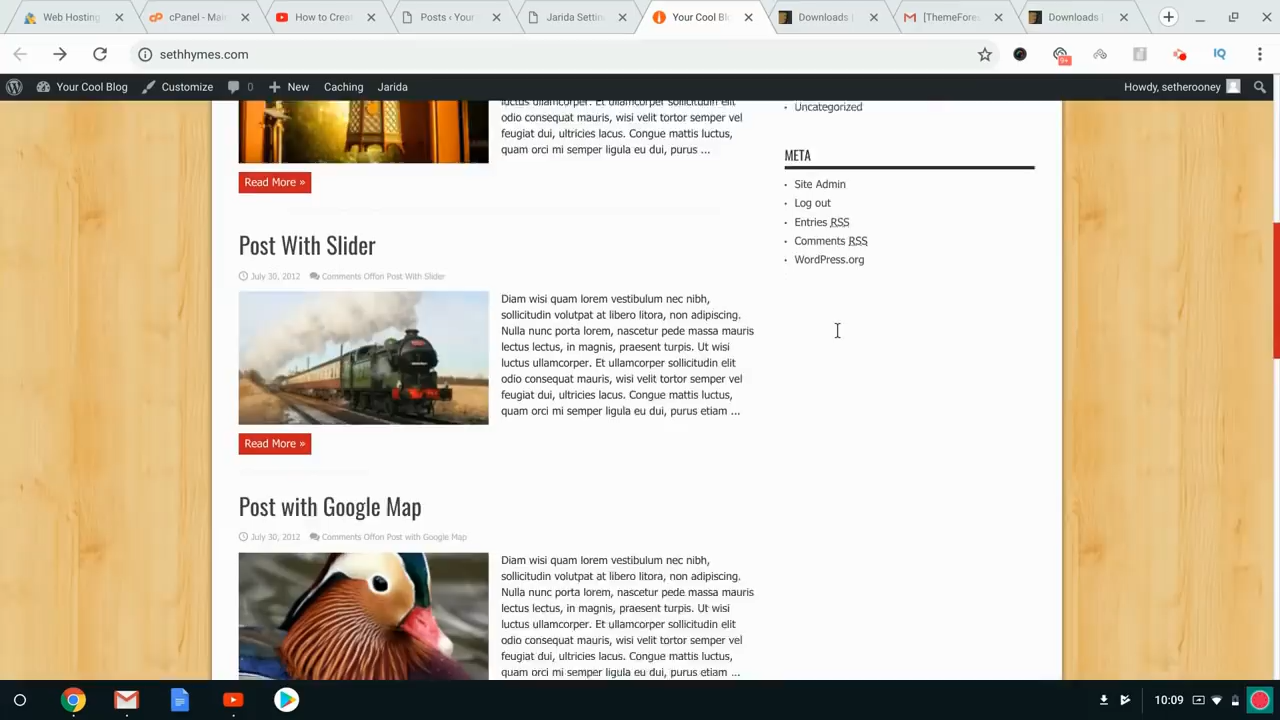 Web Hosting
cPanel - Mai
How to Crea
Posts ‹ Your
Jarida Settin
Your Cool Blo
Downloads |
[ThemeFore
Downloads |
sethhymes.com
9+
IQ
Your Cool Blog
Customize
0
New
Caching
Jarida
Howdy, setherooney
luctus ullamcorper. Et ullamcorper sollicitudin elit
odio consequat mauris, wisi velit tortor semper vel
feugiat dui, ultricies lacus. Congue mattis luctus,
quam orci mi semper ligula eu dui, purus ...
Read More »
Uncategorized
META
Site Admin
Log out
Entries RSS
Comments RSS
WordPress.org
Post With Slider
July 30, 2012 Comments Offon Post With Slider
Diam wisi quam lorem vestibulum nec nibh,
sollicitudin volutpat at libero litora, non adipiscing.
Nulla nunc porta lorem, nascetur pede massa mauris
lectus lectus, in magnis, praesent turpis. Ut wisi
luctus ullamcorper. Et ullamcorper sollicitudin elit
odio consequat mauris, wisi velit tortor semper vel
feugiat dui, ultricies lacus. Congue mattis luctus,
quam orci mi semper ligula eu dui, purus etiam ...
Read More »
Post with Google Map
July 30, 2012 Comments Offon Post with Google Map
Diam wisi quam lorem vestibulum nec nibh,
sollicitudin volutpat at libero litora, non adipiscing.
Nulla nunc porta lorem, nascetur pede massa mauris
lectus lectus, in magnis, praesent turpis. Ut wisi
luctus ullamcorper. Et ullamcorper sollicitudin elit
odio consequat mauris, wisi velit tortor semper vel
feugiat dui, ultricies lacus. Congue mattis luctus,
quam orci mi semper ligula eu dui, purus etiam ...
10:09